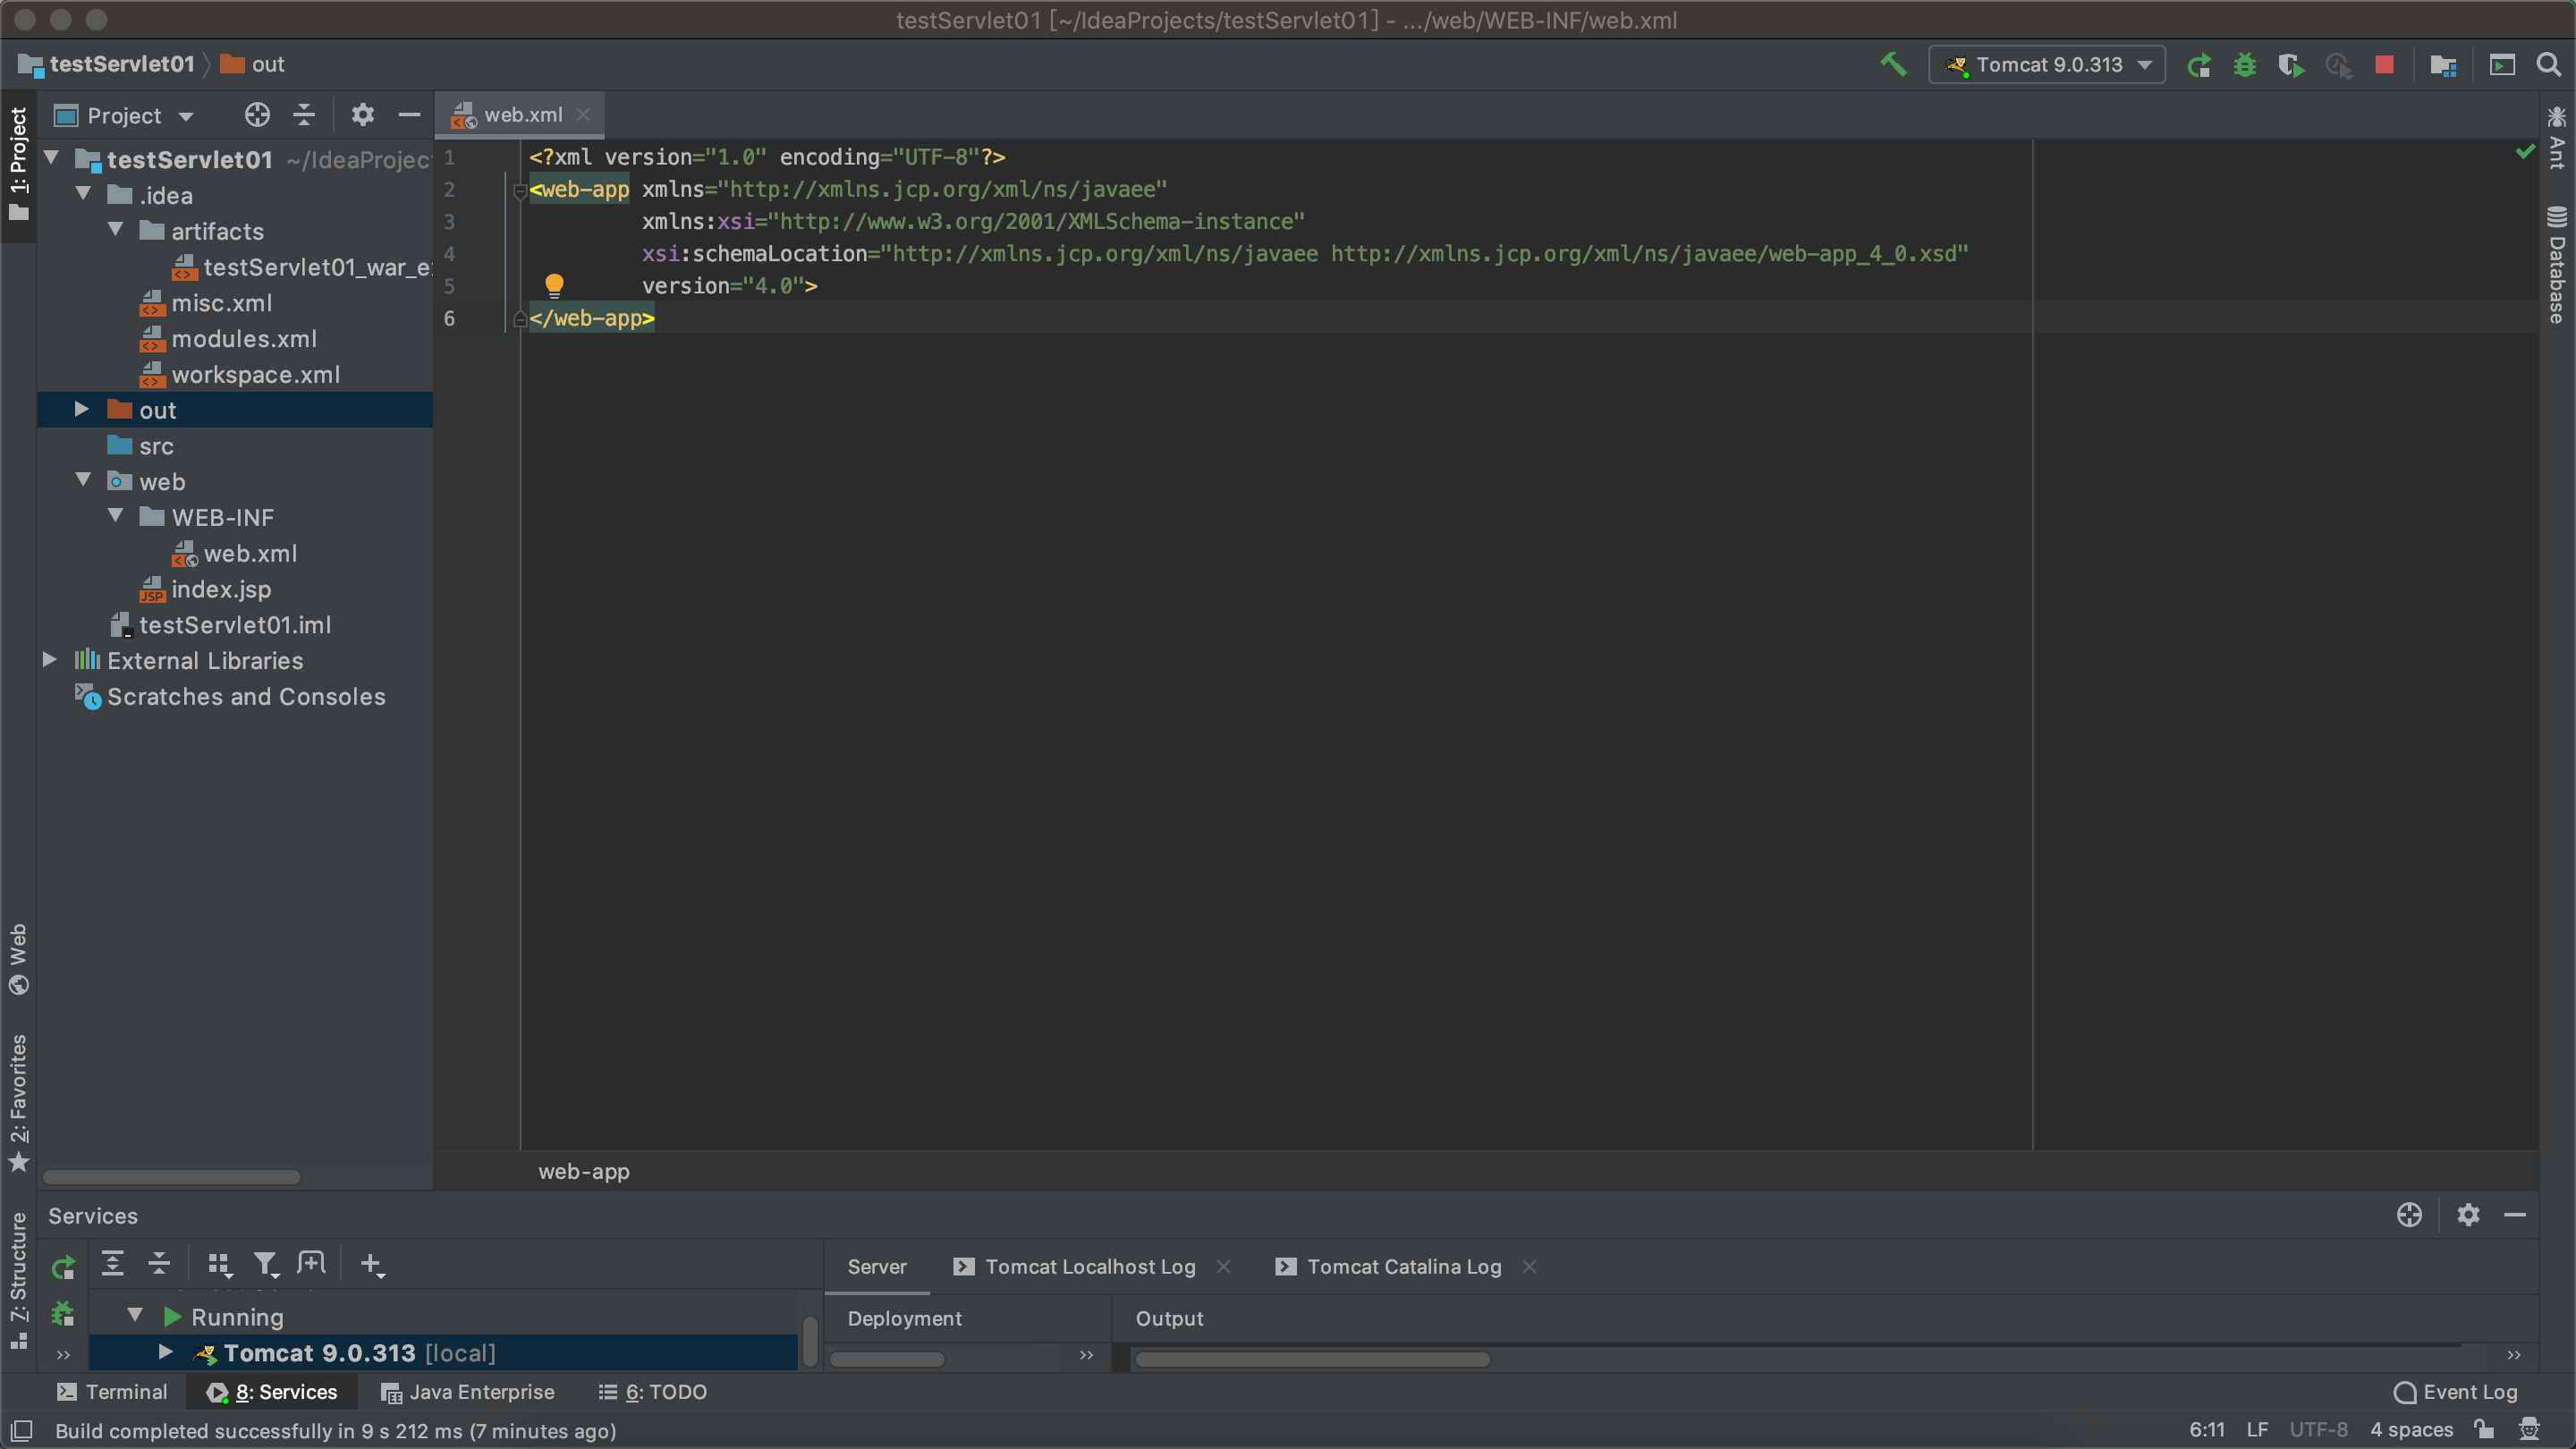 testServlet01 [~/IdeaProjects/testServlet01] - .../web/WEB-INF/web.xml
testServlet01 out
Tomcat 9.0.313
1: Project
Project
web.xml
testServlet01 ~/IdeaProjec
.idea
artifacts
testServlet01_war_e
misc.xml
modules.xml
workspace.xml
out
src
web
WEB-INF
web.xml
index.jsp
testServlet01.iml
External Libraries
Scratches and Consoles
1 <?xml version="1.0" encoding="UTF-8"?>
2 <web-app xmlns="http://xmlns.jcp.org/xml/ns/javaee"
3 xmlns:xsi="http://www.w3.org/2001/XMLSchema-instance"
4 xsi:schemaLocation="http://xmlns.jcp.org/xml/ns/javaee http://xmlns.jcp.org/xml/ns/javaee/web-app_4_0.xsd"
5 version="4.0">
6 </web-app>
Ant
Database
Web
2: Favorites
7: Structure
web-app
Services
Server
Tomcat Localhost Log
Tomcat Catalina Log
Running
Tomcat 9.0.313 [local]
Deployment
Output
Terminal
8: Services
Java Enterprise
6: TODO
Event Log
Build completed successfully in 9 s 212 ms (7 minutes ago)
6:11 LF UTF-8 4 spaces